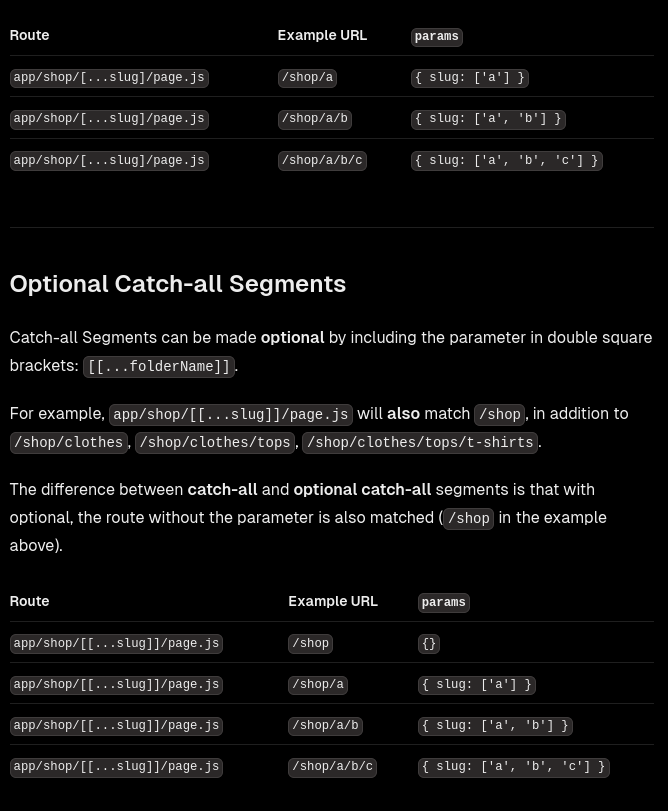 Route Example URL params
app/shop/[...slug]/page.js /shop/a { slug: ['a'] }
app/shop/[...slug]/page.js /shop/a/b { slug: ['a', 'b'] }
app/shop/[...slug]/page.js /shop/a/b/c { slug: ['a', 'b', 'c'] }
Optional Catch-all Segments
Catch-all Segments can be made optional by including the parameter in double square
brackets: [[...folderName]].
For example, app/shop/[[...slug]]/page.js will also match /shop, in addition to
/shop/clothes, /shop/clothes/tops, /shop/clothes/tops/t-shirts.
The difference between catch-all and optional catch-all segments is that with
optional, the route without the parameter is also matched (/shop in the example
above).
Route Example URL params
app/shop/[[...slug]]/page.js /shop {}
app/shop/[[...slug]]/page.js /shop/a { slug: ['a'] }
app/shop/[[...slug]]/page.js /shop/a/b { slug: ['a', 'b'] }
app/shop/[[...slug]]/page.js /shop/a/b/c { slug: ['a', 'b', 'c'] }